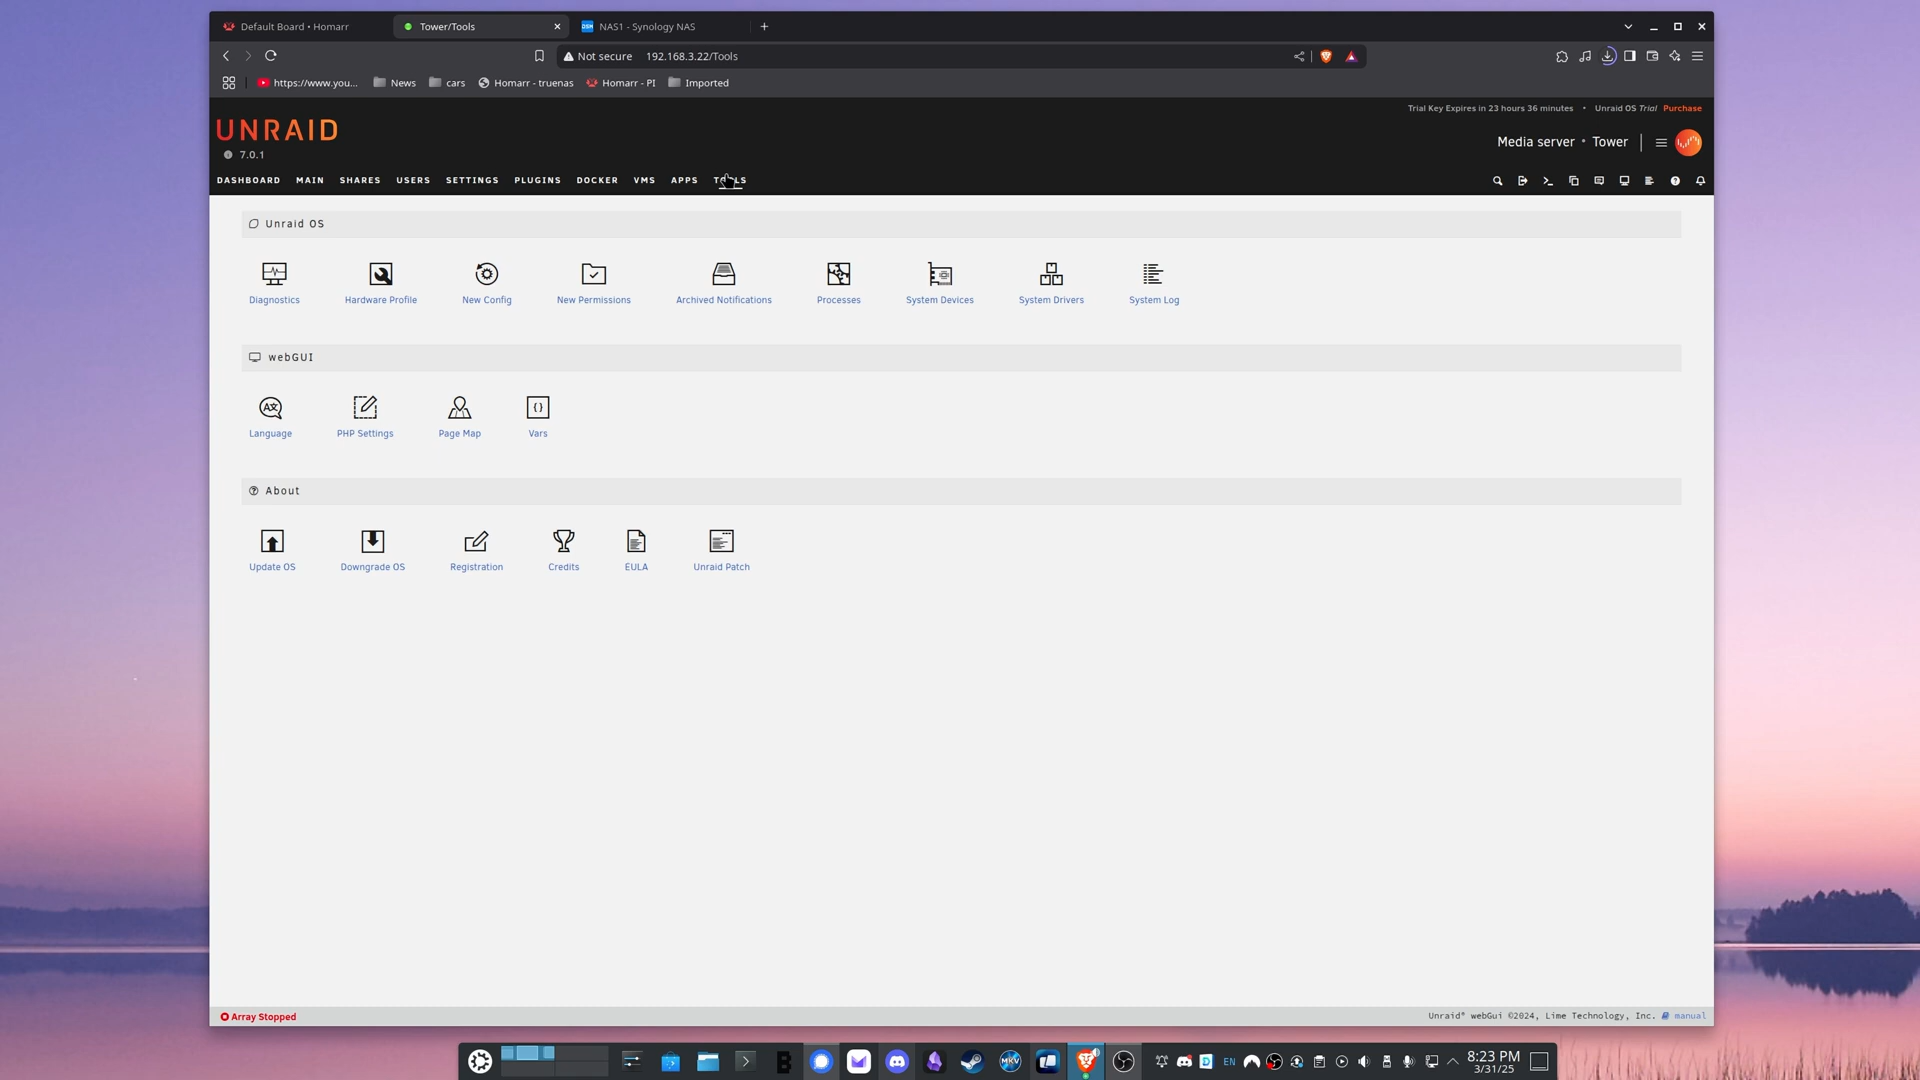 Default Board • Homarr
Tower/Tools
NAS1 - Synology NAS
Not secure 192.168.3.22/Tools
https://www.you...
News
cars
Homarr - truenas
Homarr - PI
Imported
Trial Key Expires in 23 hours 36 minutes • Unraid OS Trial Purchase
UNRAID
7.0.1
Media server • Tower
DASHBOARD MAIN SHARES USERS SETTINGS PLUGINS DOCKER VMS APPS TOOLS
Unraid OS
Diagnostics
Hardware Profile
New Config
New Permissions
Archived Notifications
Processes
System Devices
System Drivers
System Log
webGUI
Language
PHP Settings
Page Map
Vars
About
Update OS
Downgrade OS
Registration
Credits
EULA
Unraid Patch
Array Stopped
Unraid® webGui ©2024, Lime Technology, Inc. manual
MKV
EN
8:23 PM
3/31/25